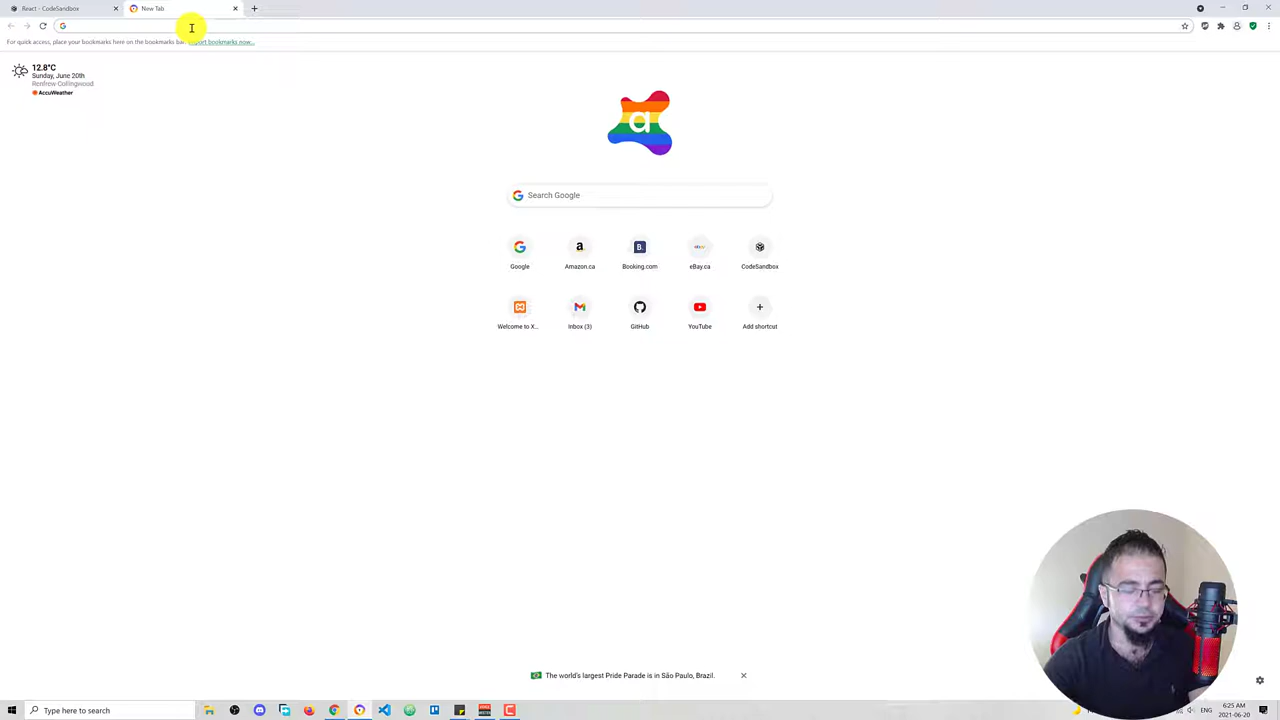 React - CodeSandbox
New Tab
For quick access, place your bookmarks here on the bookmarks ba
port bookmarks now...
12.8°C
Sunday, June 20th
Renfrew-Collingwood
AccuWeather
a
Search Google
Google
Amazon.ca
Booking.com
eBay.ca
CodeSandbox
Welcome to X...
Inbox (3)
GitHub
YouTube
Add shortcut
The world's largest Pride Parade is in São Paulo, Brazil.
Type here to search
ENG
6:25 AM
2021-06-20